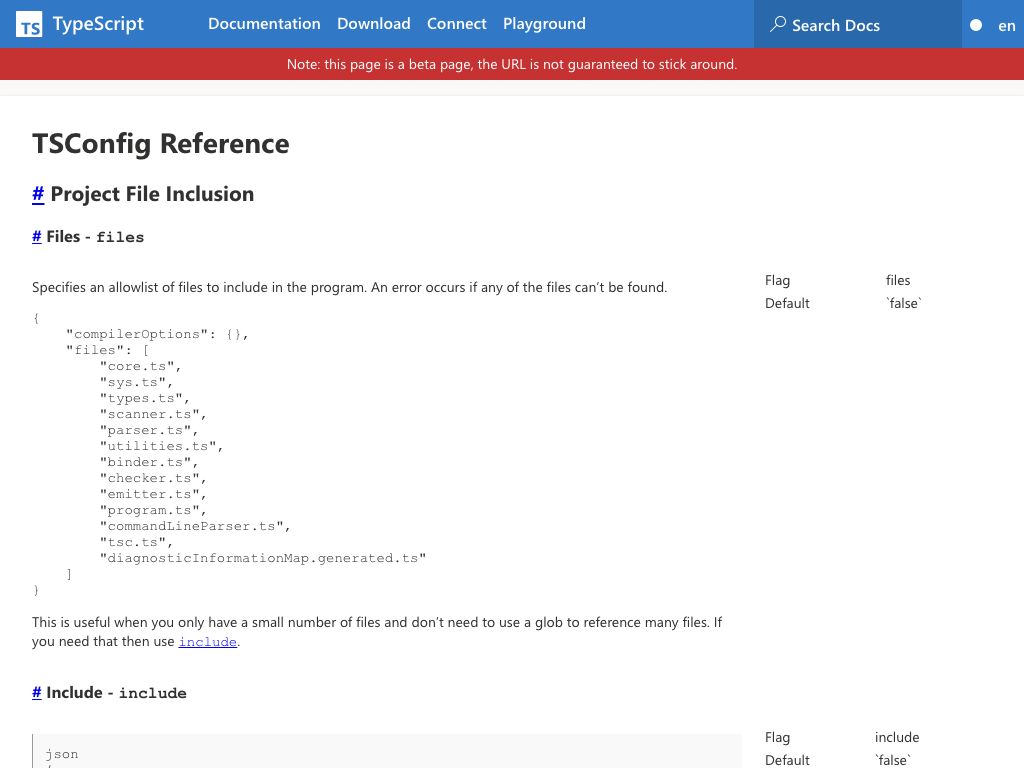 TS TypeScript Documentation Download Connect Playground Search Docs en
Note: this page is a beta page, the URL is not guaranteed to stick around.
TSConfig Reference
# Project File Inclusion
# Files - files
Specifies an allowlist of files to include in the program. An error occurs if any of the files can’t be found.
Flag files
Default `false`
{
    "compilerOptions": {},
    "files": [
        "core.ts",
        "sys.ts",
        "types.ts",
        "scanner.ts",
        "parser.ts",
        "utilities.ts",
        "binder.ts",
        "checker.ts",
        "emitter.ts",
        "program.ts",
        "commandLineParser.ts",
        "tsc.ts",
        "diagnosticInformationMap.generated.ts"
    ]
}
This is useful when you only have a small number of files and don’t need to use a glob to reference many files. If
you need that then use include.
# Include - include
json
Flag include
Default `false`